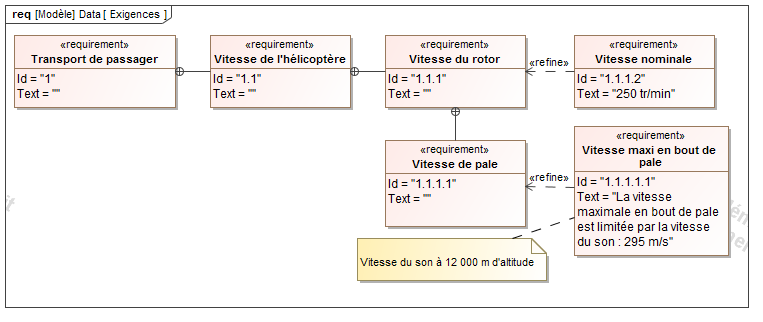 req [Modèle] Data [ Exigences ]
«requirement»
Transport de passager
Id = "1"
Text = ""
«requirement»
Vitesse de l'hélicoptère
Id = "1.1"
Text = ""
«requirement»
Vitesse du rotor
Id = "1.1.1"
Text = ""
«refine»
«requirement»
Vitesse nominale
Id = "1.1.1.2"
Text = "250 tr/min"
«requirement»
Vitesse de pale
Id = "1.1.1.1"
Text = ""
«refine»
«requirement»
Vitesse maxi en bout de
pale
Id = "1.1.1.1.1"
Text = "La vitesse
maximale en bout de pale
est limitée par la vitesse
du son : 295 m/s"
Vitesse du son à 12 000 m d'altitude